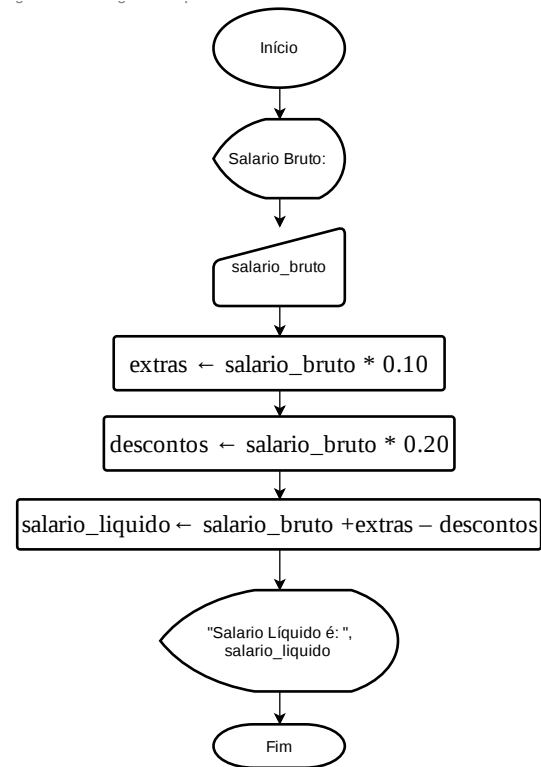 Início
Salario Bruto:
salario_bruto
extras ← salario_bruto * 0.10
descontos ← salario_bruto * 0.20
salario_liquido← salario_bruto +extras – descontos
"Salario Líquido é: ",
salario_liquido
Fim